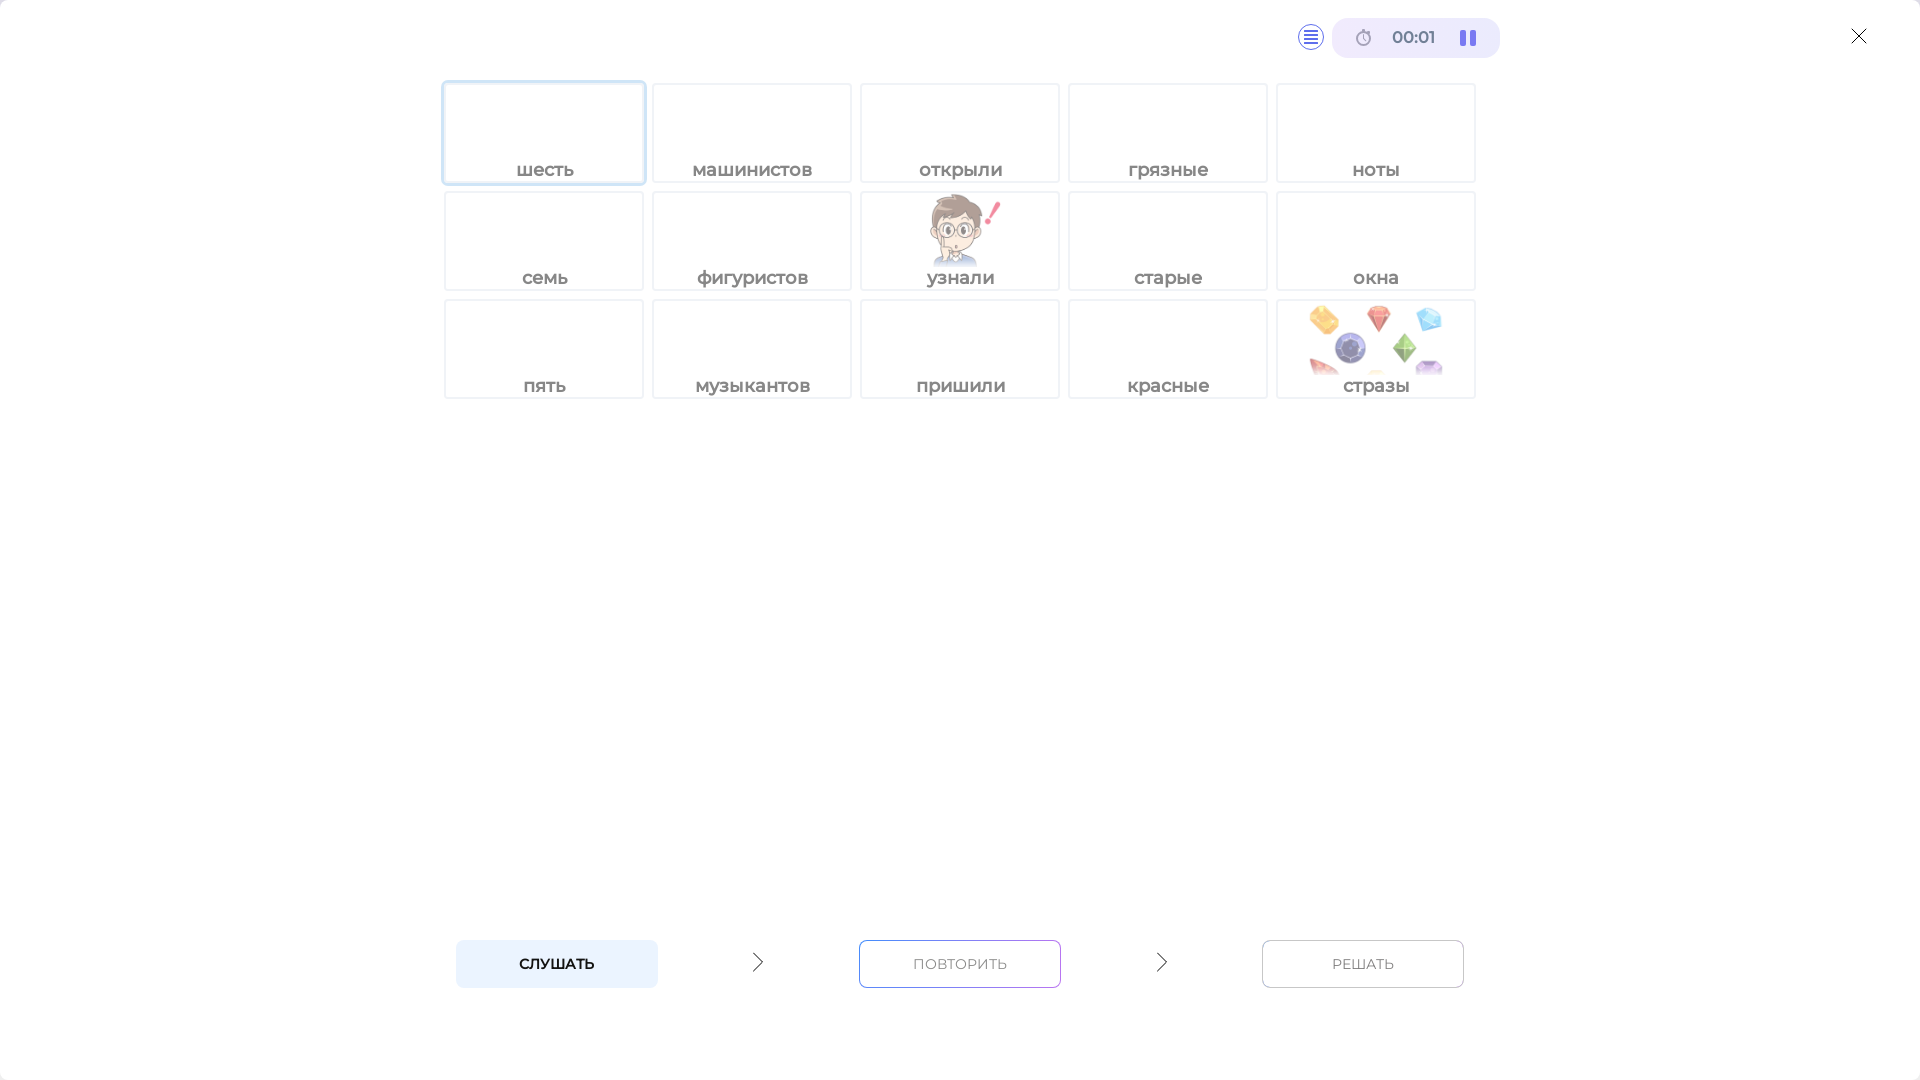 00:01
шесть машинистов открыли грязные ноты
семь фигуристов узнали старые окна
пять музыкантов пришили красные стразы
СЛУШАТЬ ПОВТОРИТЬ РЕШАТЬ